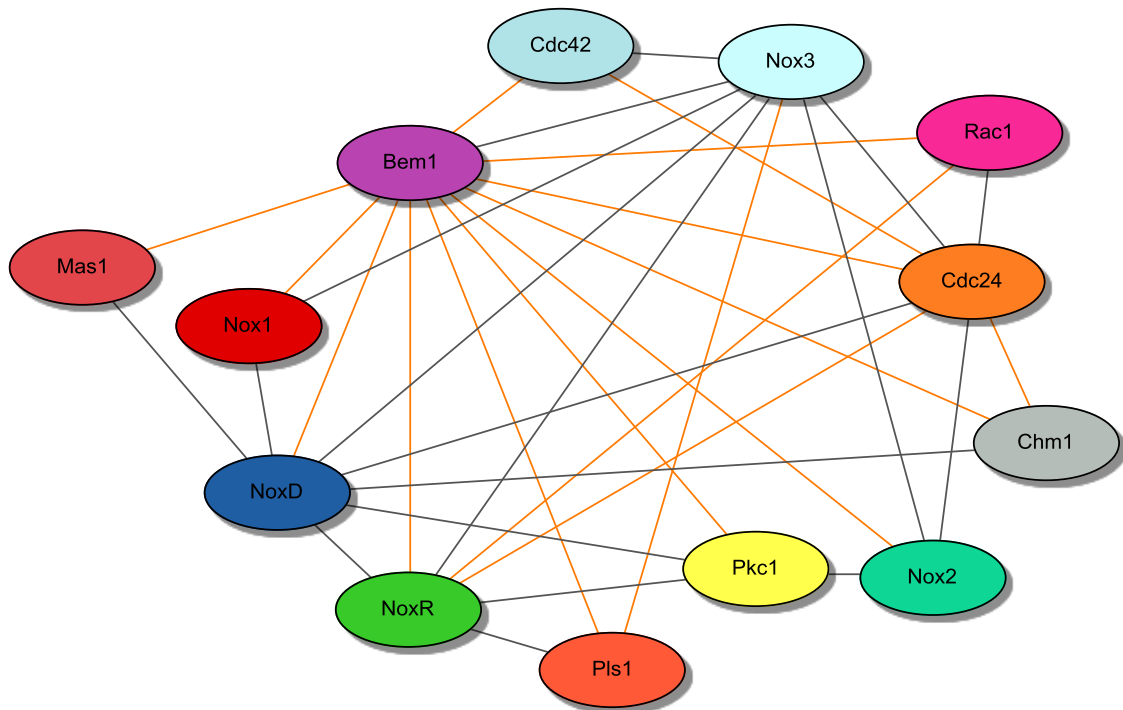 Cdc42
Nox3
Rac1
Bem1
Mas1
Cdc24
Nox1
Chm1
NoxD
Pkc1
Nox2
NoxR
Pls1